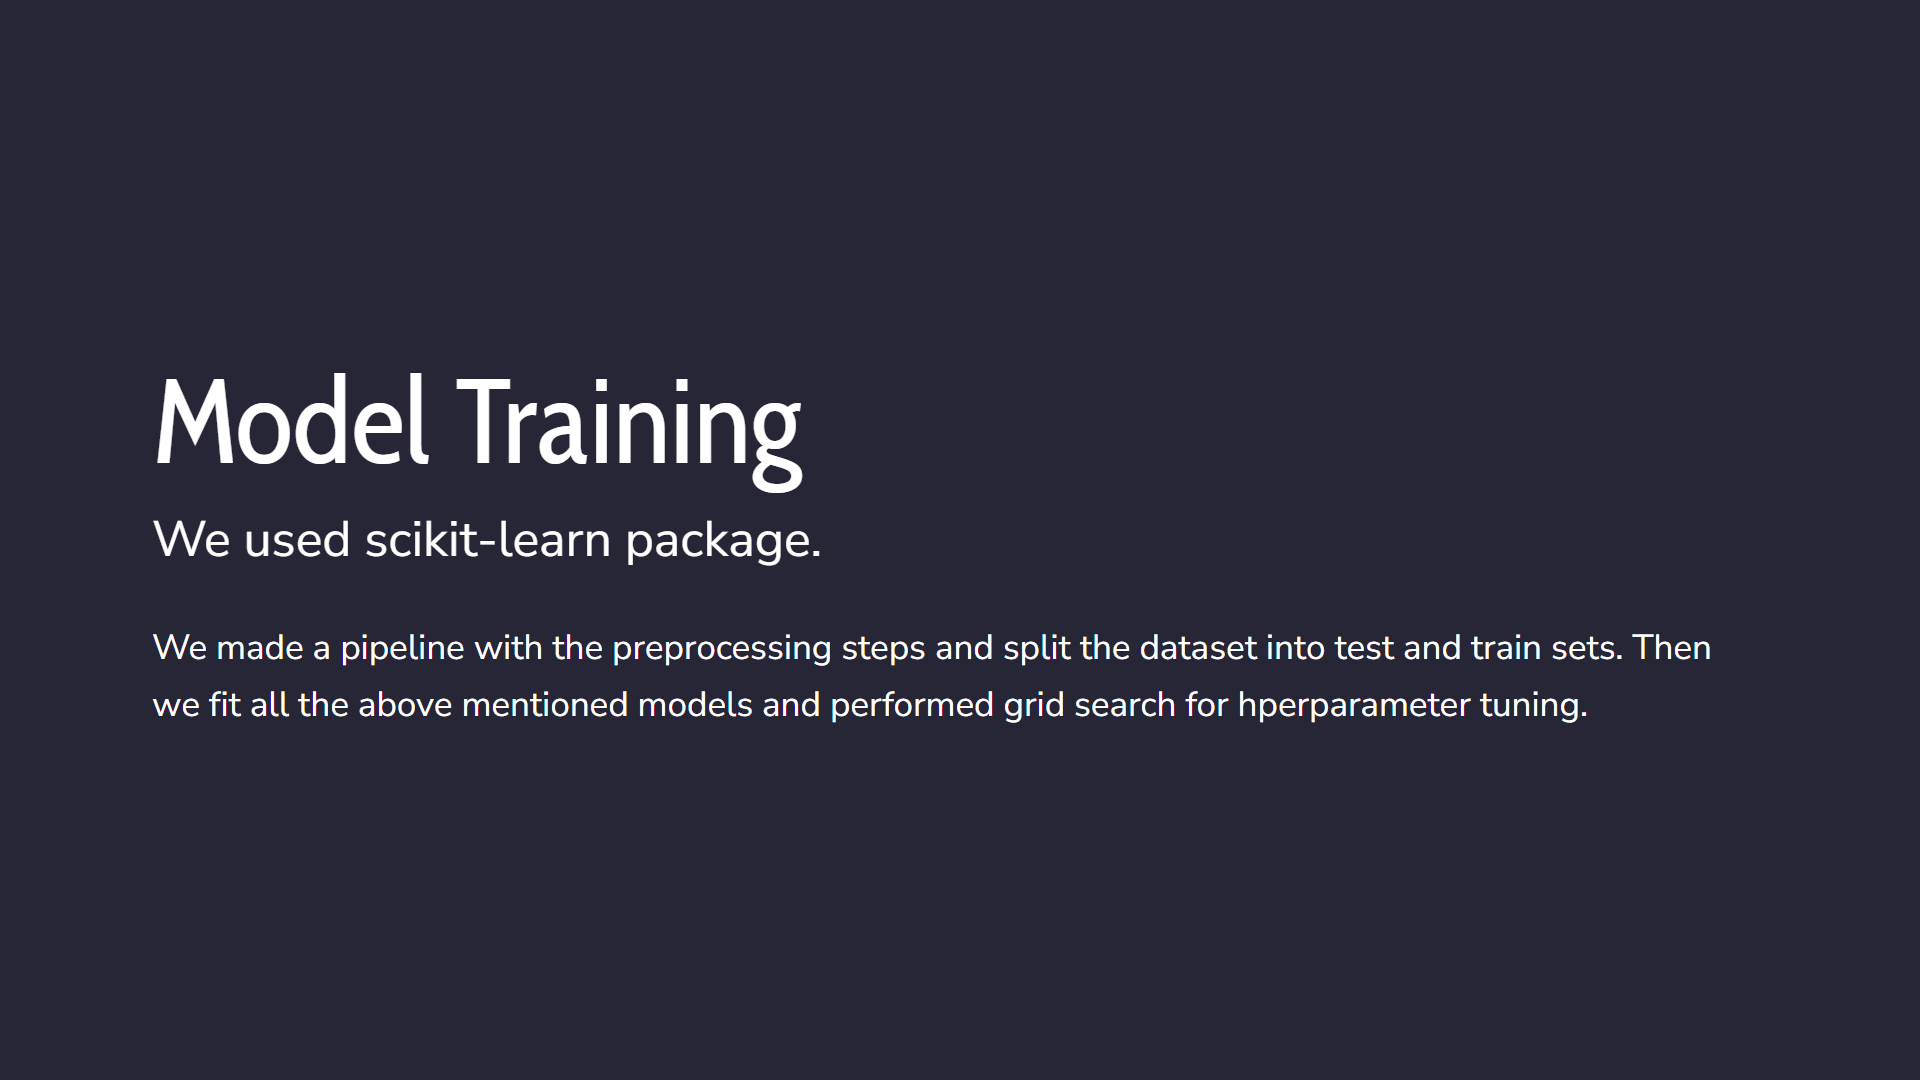 Model Training
We used scikit-learn package.
We made a pipeline with the preprocessing steps and split the dataset into test and train sets. Then
we fit all the above mentioned models and performed grid search for hperparameter tuning.